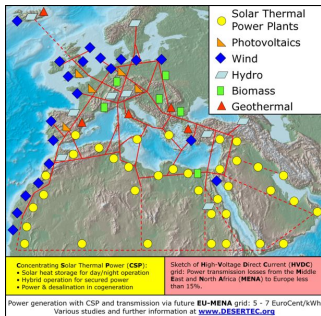 Solar Thermal
Power Plants
Photovoltaics
Wind
Hydro
Biomass
Geothermal
Concentrating Solar Thermal Power (CSP):
• Solar heat storage for day/night operation
• Hybrid operation for secured power
• Power & desalination in cogeneration
Sketch of High-Voltage Direct Current (HVDC)
grid: Power transmission losses from the Middle
East and North Africa (MENA) to Europe less
than 15%.
Power generation with CSP and transmission via future EU-MENA grid: 5 - 7 EuroCent/kWh
Various studies and further information at www.DESERTEC.org